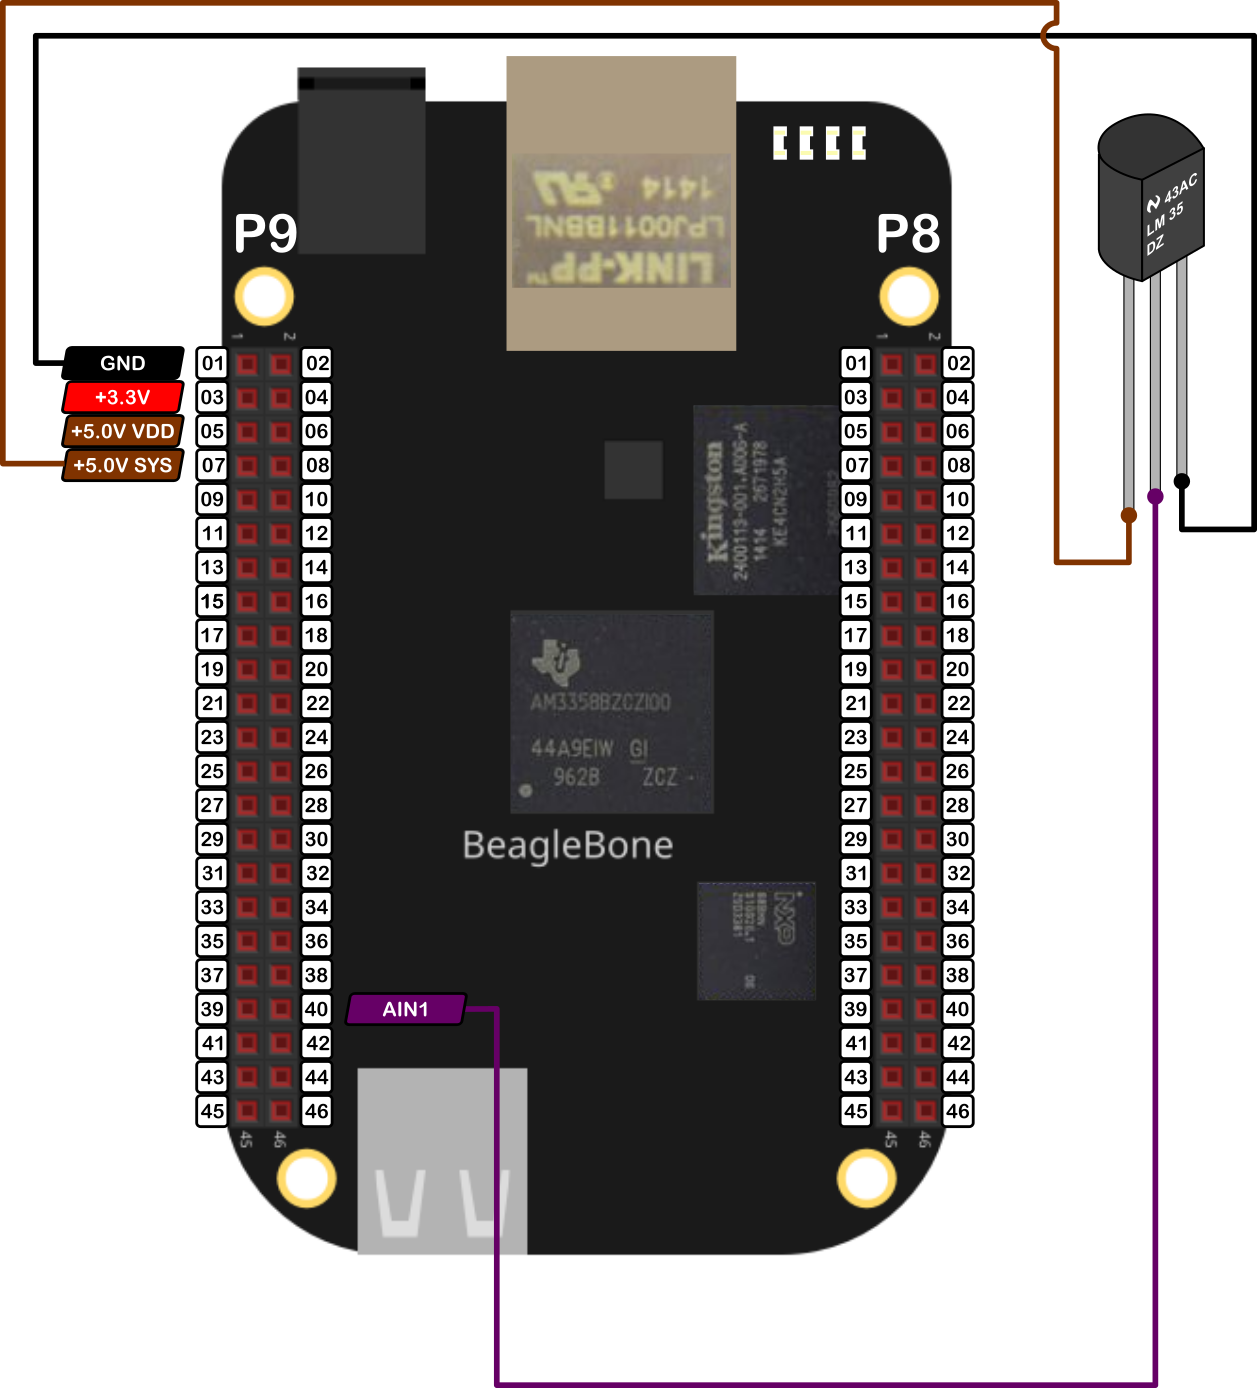 1414
LPJ0011BBNL
LINK-PP™
P9
P8
43AC
LM 35
DZ
1
2
1
2
GND
+3.3V
+5.0V VDD
+5.0V SYS
01 02
03 04
05 06
07 08
09 10
11 12
13 14
15 16
17 18
19 20
21 22
23 24
25 26
27 28
29 30
31 32
33 34
35 36
37 38
39 40
41 42
43 44
45 46
45
46
AIN1
Kingston
2400113-001.A00G-A
1414 2671978
KE4CN2H5A
AM3358BZCZ100
44A9EIW GI
962B ZCZ
BeagleBone
NXP
01 02
03 04
05 06
07 08
09 10
11 12
13 14
15 16
17 18
19 20
21 22
23 24
25 26
27 28
29 30
31 32
33 34
35 36
37 38
39 40
41 42
43 44
45 46
45
46